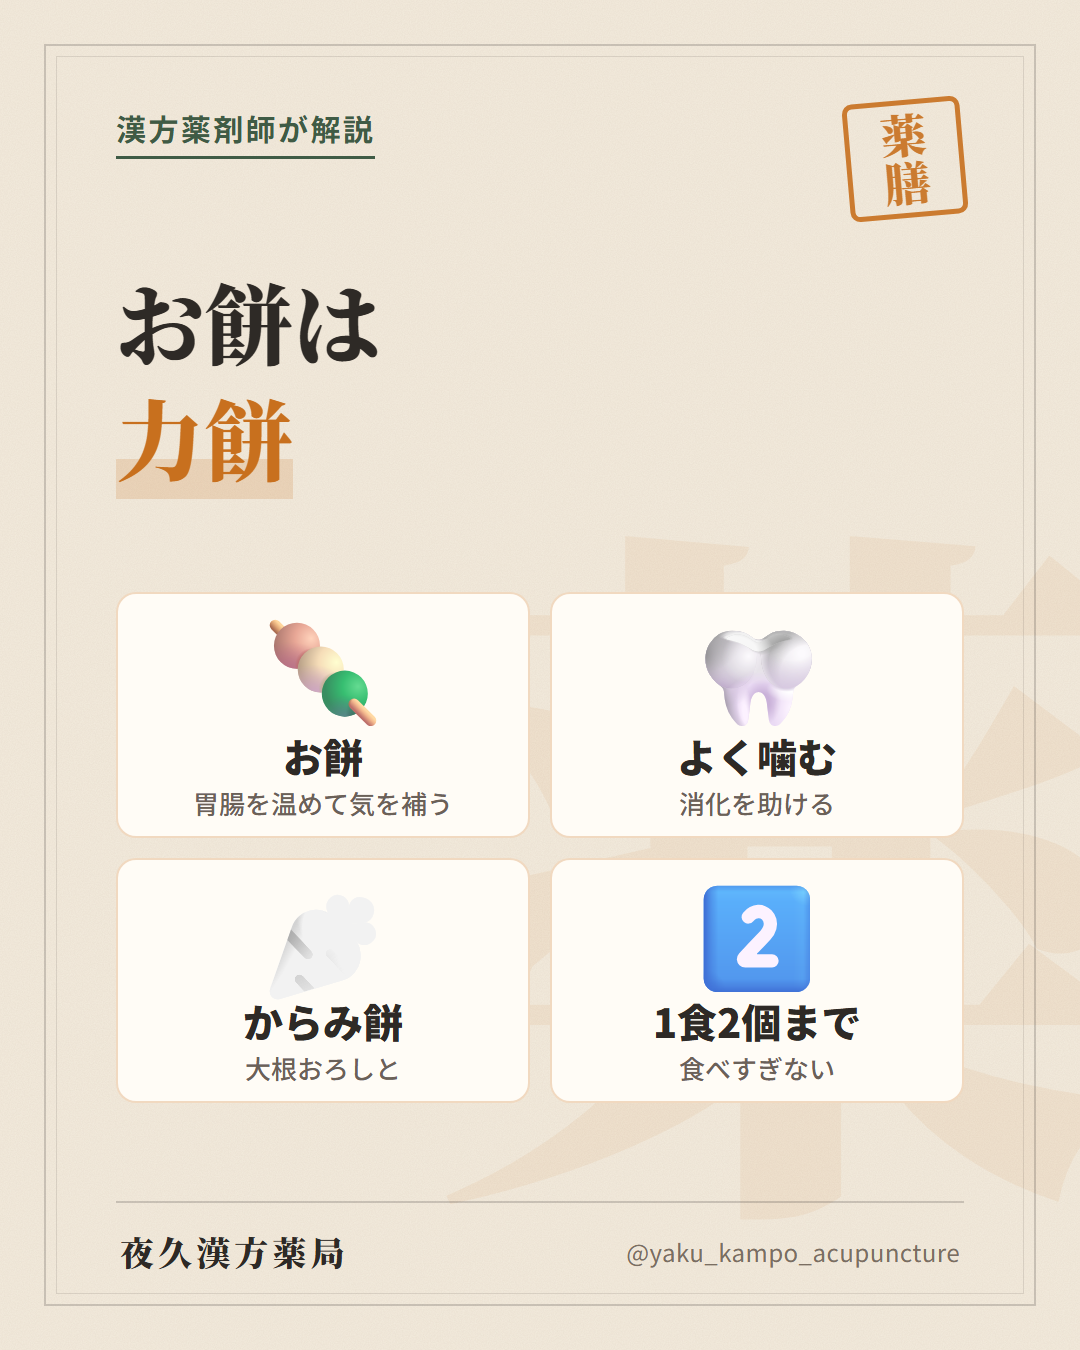 漢方薬剤師が解説
薬膳
お餅は
力餅
お餅
胃腸を温めて気を補う
よく噛む
消化を助ける
からみ餅
大根おろしと
2
1食2個まで
食べすぎない
夜久漢方薬局
@yaku_kampo_acupuncture
薬